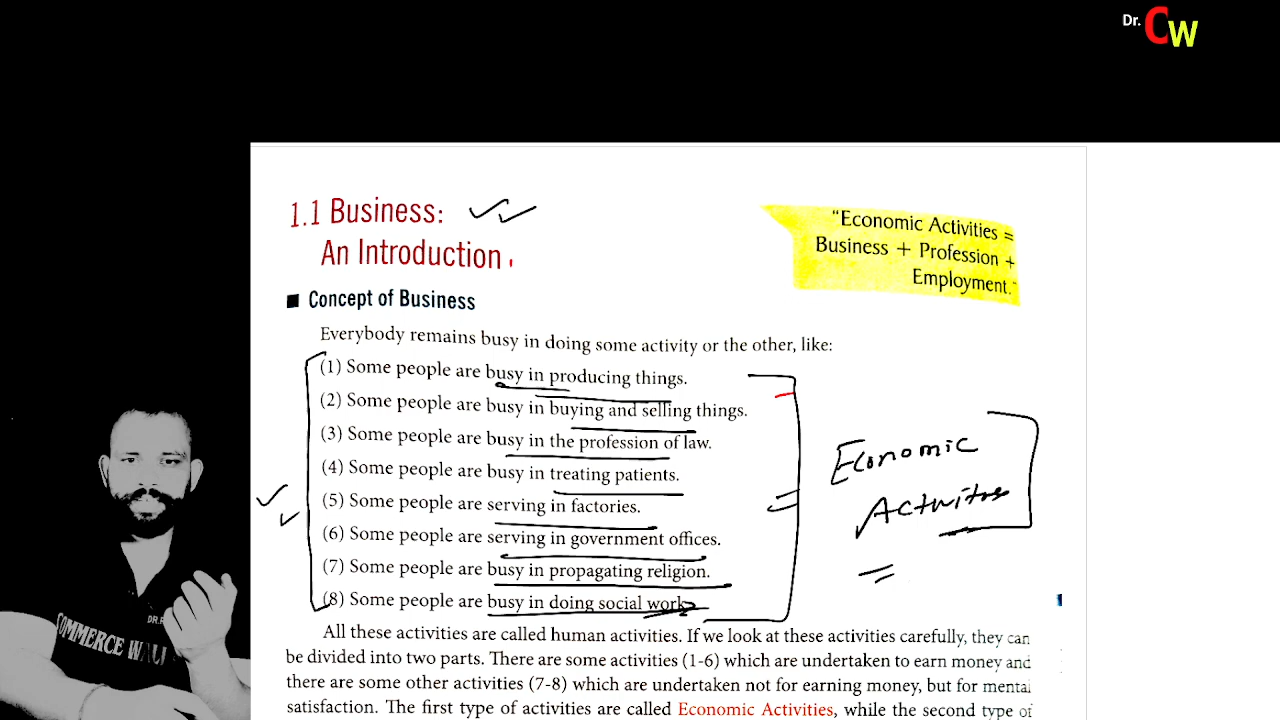 Dr. CW
1.1 Business:
An Introduction
"Economic Activities =
Business + Profession +
Employment."
■ Concept of Business
Everybody remains busy in doing some activity or the other, like:
(1) Some people are busy in producing things.
(2) Some people are busy in buying and selling things.
(3) Some people are busy in the profession of law.
(4) Some people are busy in treating patients.
(5) Some people are serving in factories.
(6) Some people are serving in government offices.
(7) Some people are busy in propagating religion.
(8) Some people are busy in doing social work.
= Economic
Activities
=
All these activities are called human activities. If we look at these activities carefully, they can
be divided into two parts. There are some activities (1-6) which are undertaken to earn money and
there are some other activities (7-8) which are undertaken not for earning money, but for mental
satisfaction. The first type of activities are called Economic Activities, while the second type of
DR.
COMMERCE WALI